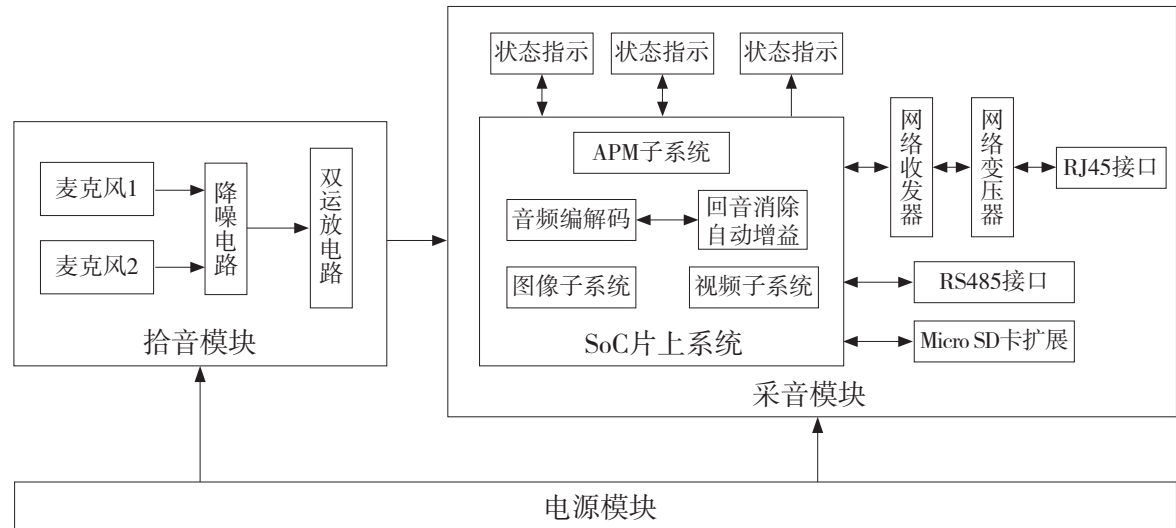 状态指示
状态指示
状态指示
麦克风1
麦克风2
降噪电路
双运放电路
拾音模块
APM子系统
音频编解码
回音消除
自动增益
图像子系统
视频子系统
SoC片上系统
网络收发器
网络变压器
RJ45接口
RS485接口
Micro SD卡扩展
采音模块
电源模块